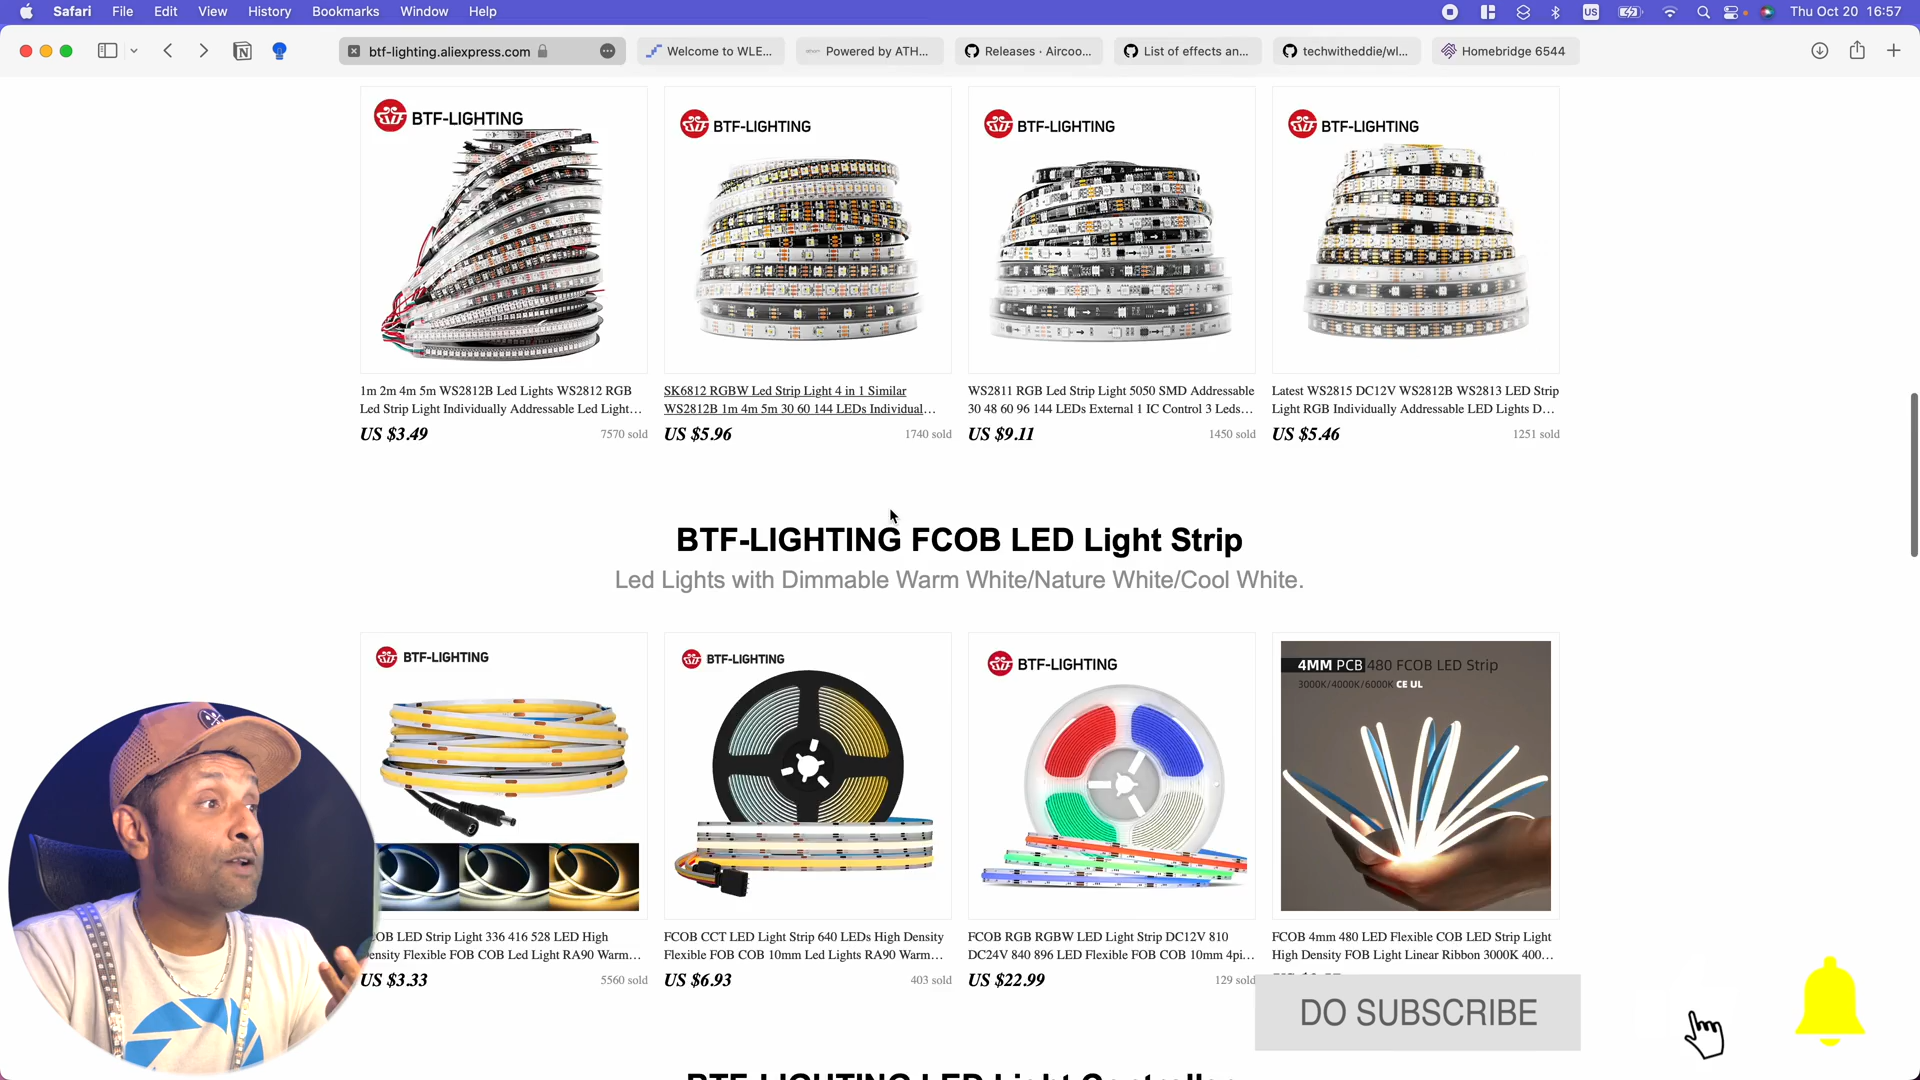 Safari File Edit View History Bookmarks Window Help US Thu Oct 20 16:57
btf-lighting.aliexpress.com Welcome to WLE... Powered by ATH... Releases · Aircoo... List of effects an... techwitheddie/wl... Homebridge 6544
BTF-LIGHTING BTF-LIGHTING BTF-LIGHTING BTF-LIGHTING
1m 2m 4m 5m WS2812B Led Lights WS2812 RGB
Led Strip Light Individually Addressable Led Light...
US $3.49 7570 sold
SK6812 RGBW Led Strip Light 4 in 1 Similar
WS2812B 1m 4m 5m 30 60 144 LEDs Individual...
US $5.96 1740 sold
WS2811 RGB Led Strip Light 5050 SMD Addressable
30 48 60 96 144 LEDs External 1 IC Control 3 Leds...
US $9.11 1450 sold
Latest WS2815 DC12V WS2812B WS2813 LED Strip
Light RGB Individually Addressable LED Lights D...
US $5.46 1251 sold
BTF-LIGHTING FCOB LED Light Strip
Led Lights with Dimmable Warm White/Nature White/Cool White.
BTF-LIGHTING BTF-LIGHTING BTF-LIGHTING
4MM PCB 480 FCOB LED Strip
3000K/4000K/6000K CE UL
OB LED Strip Light 336 416 528 LED High
ensity Flexible FOB COB Led Light RA90 Warm...
US $3.33 5560 sold
FCOB CCT LED Light Strip 640 LEDs High Density
Flexible FOB COB 10mm Led Lights RA90 Warm...
US $6.93 403 sold
FCOB RGB RGBW LED Light Strip DC12V 810
DC24V 840 896 LED Flexible FOB COB 10mm 4pi...
US $22.99 129 sold
FCOB 4mm 480 LED Flexible COB LED Strip Light
High Density FOB Light Linear Ribbon 3000K 400...
DO SUBSCRIBE
BTF-LIGHTING LED Light Controller